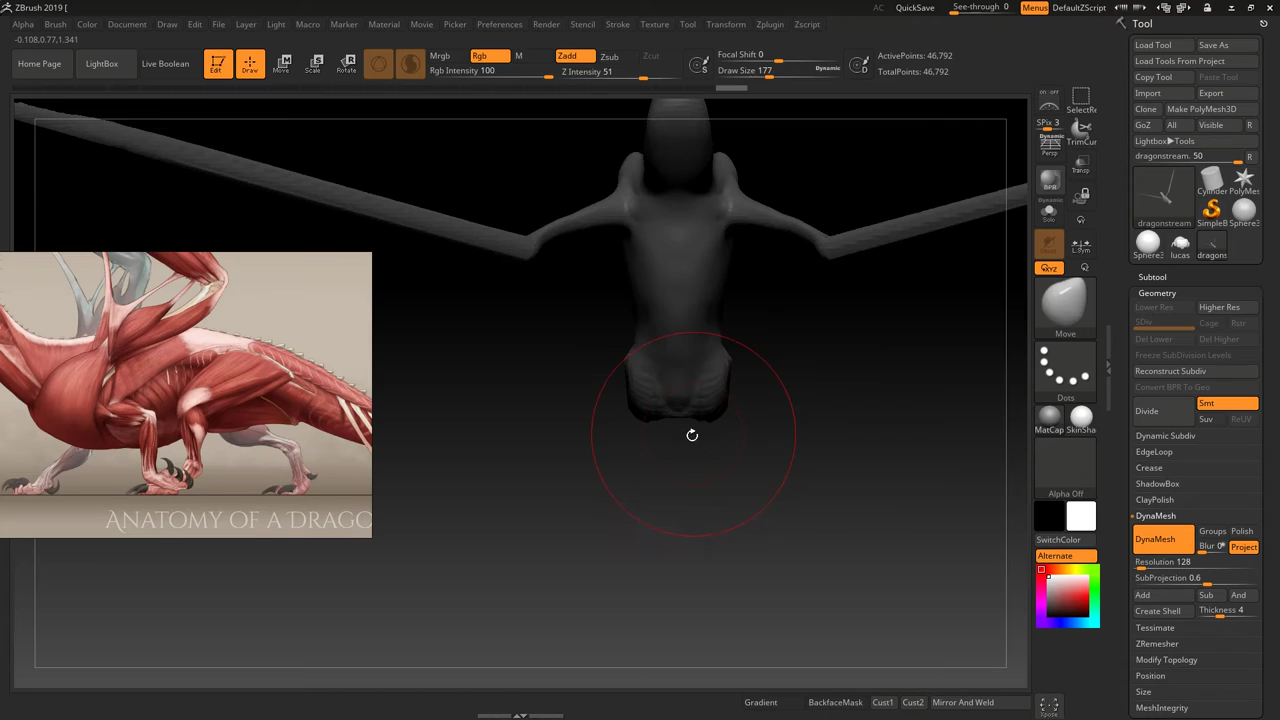 ZBrush 2019 [
AC QuickSave See-through 0 Menus DefaultZScript
Alpha Brush Color Document Draw Edit File Layer Light Macro Marker Material Movie Picker Preferences Render Stencil Stroke Texture Tool Transform Zplugin Zscript
-0.108,0.77,1.341
Home Page LightBox Live Boolean Edit Draw Move Scale Rotate
Mrgb Rgb M Zadd Zsub Zcut
Rgb Intensity 100 Z Intensity 51
Focal Shift 0
Draw Size 177 Dynamic
ActivePoints: 46,792
TotalPoints: 46,792
S
D
SPix 3
Dynamic
Persp
BPR
Dynamic
Solo
XYZ
SelectRe
TrimCur
Transp
L.Sym
Move
Dots
MatCap SkinSha
Alpha Off
SwitchColor
Alternate
Tool
Load Tool Save As
Load Tools From Project
Copy Tool Paste Tool
Import Export
Clone Make PolyMesh3D
GoZ All Visible R
Lightbox▶Tools
dragonstream. 50 R
dragonstream
Cylinder PolyMes
SimpleB Sphere3
Sphere3 lucas dragons
Subtool
Geometry
Lower Res Higher Res
SDiv Cage Rstr
Del Lower Del Higher
Freeze SubDivision Levels
Reconstruct Subdiv
Convert BPR To Geo
Divide Smt
Suv ReUV
Dynamic Subdiv
EdgeLoop
Crease
ShadowBox
ClayPolish
DynaMesh
DynaMesh Groups Polish
Blur 0 Project
Resolution 128
SubProjection 0.6
Add Sub And
Create Shell Thickness 4
Tessimate
ZRemesher
Modify Topology
Position
Size
MeshIntegrity
ANATOMY OF A DRAGO
Gradient BackfaceMask Cust1 Cust2 Mirror And Weld
Xpose